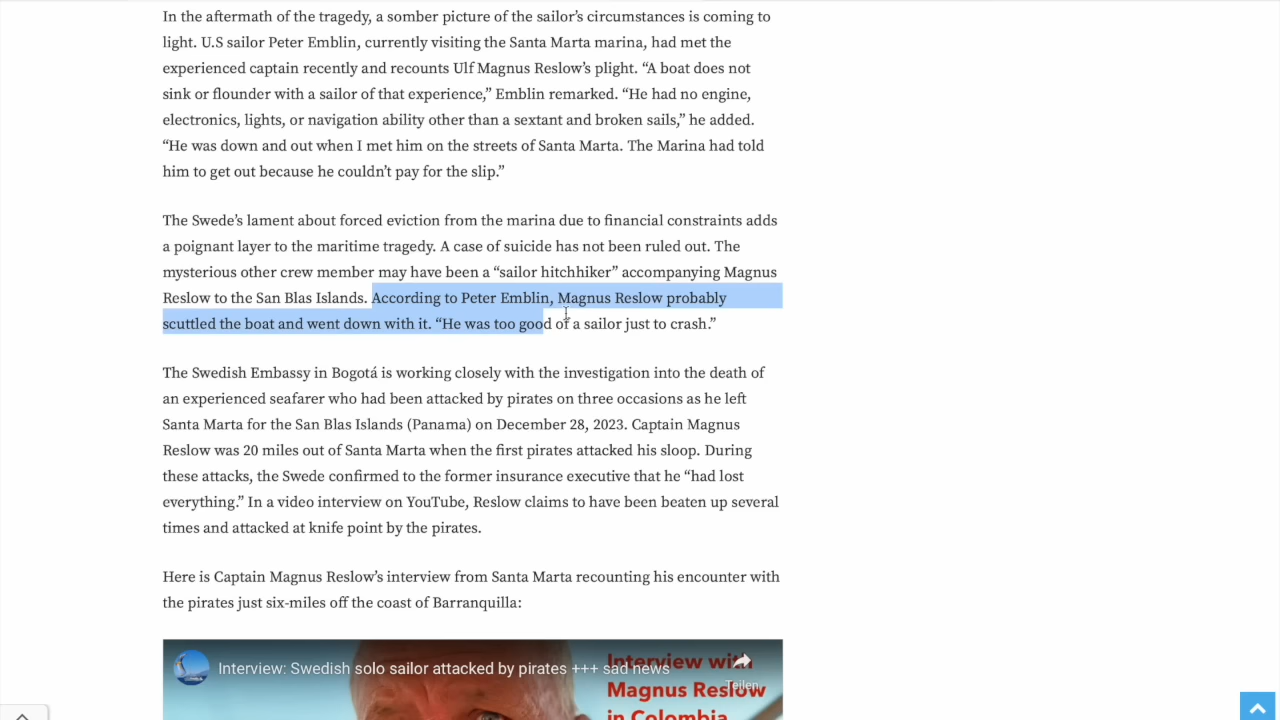 In the aftermath of the tragedy, a somber picture of the sailor’s circumstances is coming to
light. U.S sailor Peter Emblin, currently visiting the Santa Marta marina, had met the
experienced captain recently and recounts Ulf Magnus Reslow’s plight. “A boat does not
sink or flounder with a sailor of that experience,” Emblin remarked. “He had no engine,
electronics, lights, or navigation ability other than a sextant and broken sails,” he added.
“He was down and out when I met him on the streets of Santa Marta. The Marina had told
him to get out because he couldn’t pay for the slip.”
The Swede’s lament about forced eviction from the marina due to financial constraints adds
a poignant layer to the maritime tragedy. A case of suicide has not been ruled out. The
mysterious other crew member may have been a “sailor hitchhiker” accompanying Magnus
Reslow to the San Blas Islands. According to Peter Emblin, Magnus Reslow probably
scuttled the boat and went down with it. “He was too good of a sailor just to crash.”
The Swedish Embassy in Bogotá is working closely with the investigation into the death of
an experienced seafarer who had been attacked by pirates on three occasions as he left
Santa Marta for the San Blas Islands (Panama) on December 28, 2023. Captain Magnus
Reslow was 20 miles out of Santa Marta when the first pirates attacked his sloop. During
these attacks, the Swede confirmed to the former insurance executive that he “had lost
everything.” In a video interview on YouTube, Reslow claims to have been beaten up several
times and attacked at knife point by the pirates.
Here is Captain Magnus Reslow’s interview from Santa Marta recounting his encounter with
the pirates just six-miles off the coast of Barranquilla:
Interview: Swedish solo sailor attacked by pirates +++ sad news
Teilen
Interview with
Magnus Reslow
in Colombia